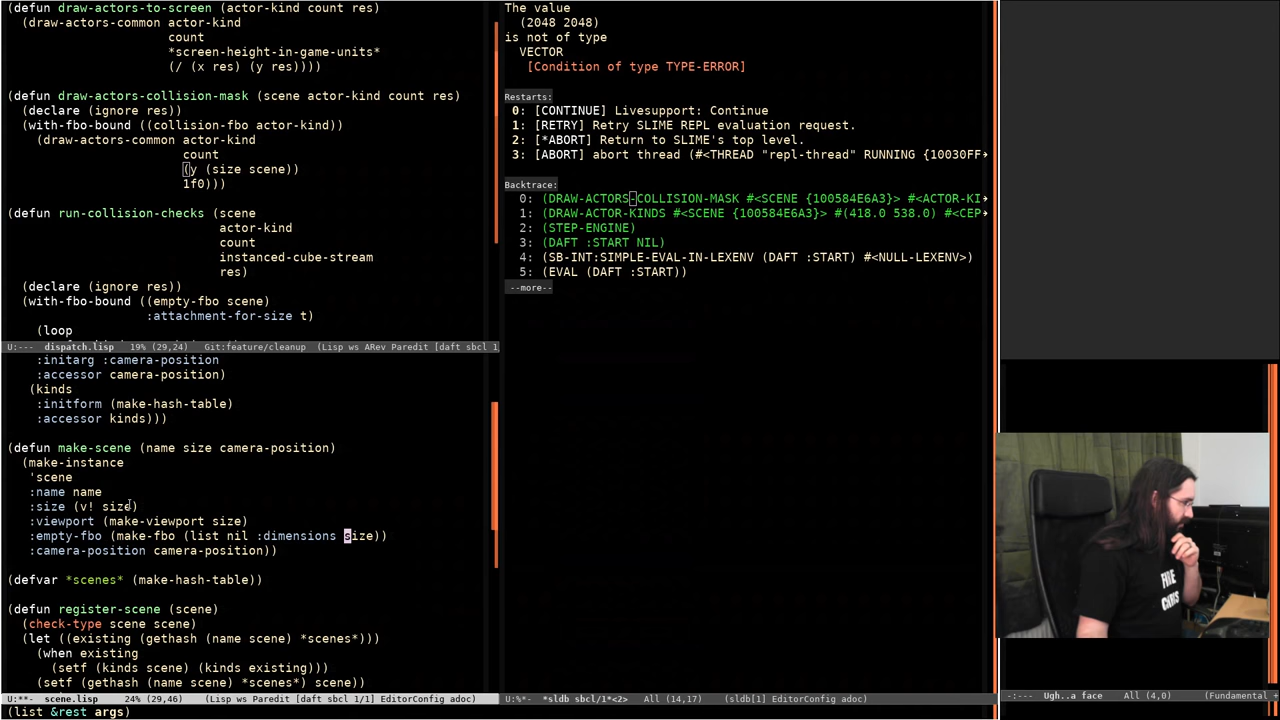 (defun draw-actors-to-screen (actor-kind count res)
(draw-actors-common actor-kind
count
*screen-height-in-game-units*
(/ (x res) (y res))))
(defun draw-actors-collision-mask (scene actor-kind count res)
(declare (ignore res))
(with-fbo-bound ((collision-fbo actor-kind))
(draw-actors-common actor-kind
count
(y (size scene))
1f0)))
(defun run-collision-checks (scene
actor-kind
count
instanced-cube-stream
res)
(declare (ignore res))
(with-fbo-bound ((empty-fbo scene)
:attachment-for-size t)
(loop
U:--- dispatch.lisp 19% (29,24) Git:feature/cleanup (Lisp ws ARev Paredit [daft sbcl 1
:initarg :camera-position
:accessor camera-position)
(kinds
:initform (make-hash-table)
:accessor kinds)))
(defun make-scene (name size camera-position)
(make-instance
'scene
:name name
:size (v! size)
:viewport (make-viewport size)
:empty-fbo (make-fbo (list nil :dimensions size))
:camera-position camera-position))
(defvar *scenes* (make-hash-table))
(defun register-scene (scene)
(check-type scene scene)
(let ((existing (gethash (name scene) *scenes*)))
(when existing
(setf (kinds scene) (kinds existing)))
(setf (gethash (name scene) *scenes*) scene))
U:**- scene.lisp 24% (29,46) (Lisp ws Paredit [daft sbcl 1/1] EditorConfig adoc)
(list &rest args)
The value
(2048 2048)
is not of type
VECTOR
[Condition of type TYPE-ERROR]
Restarts:
0: [CONTINUE] Livesupport: Continue
1: [RETRY] Retry SLIME REPL evaluation request.
2: [*ABORT] Return to SLIME's top level.
3: [ABORT] abort thread (#<THREAD "repl-thread" RUNNING {10030FF
Backtrace:
0: (DRAW-ACTORS-COLLISION-MASK #<SCENE {100584E6A3}> #<ACTOR-KI
1: (DRAW-ACTOR-KINDS #<SCENE {100584E6A3}> #(418.0 538.0) #<CEP
2: (STEP-ENGINE)
3: (DAFT :START NIL)
4: (SB-INT:SIMPLE-EVAL-IN-LEXENV (DAFT :START) #<NULL-LEXENV>)
5: (EVAL (DAFT :START))
--more--
U:%*- *sldb sbcl/1*<2> All (14,17) (sldb[1] EditorConfig adoc)
-:--- Ugh..a face All (4,0) (Fundamental